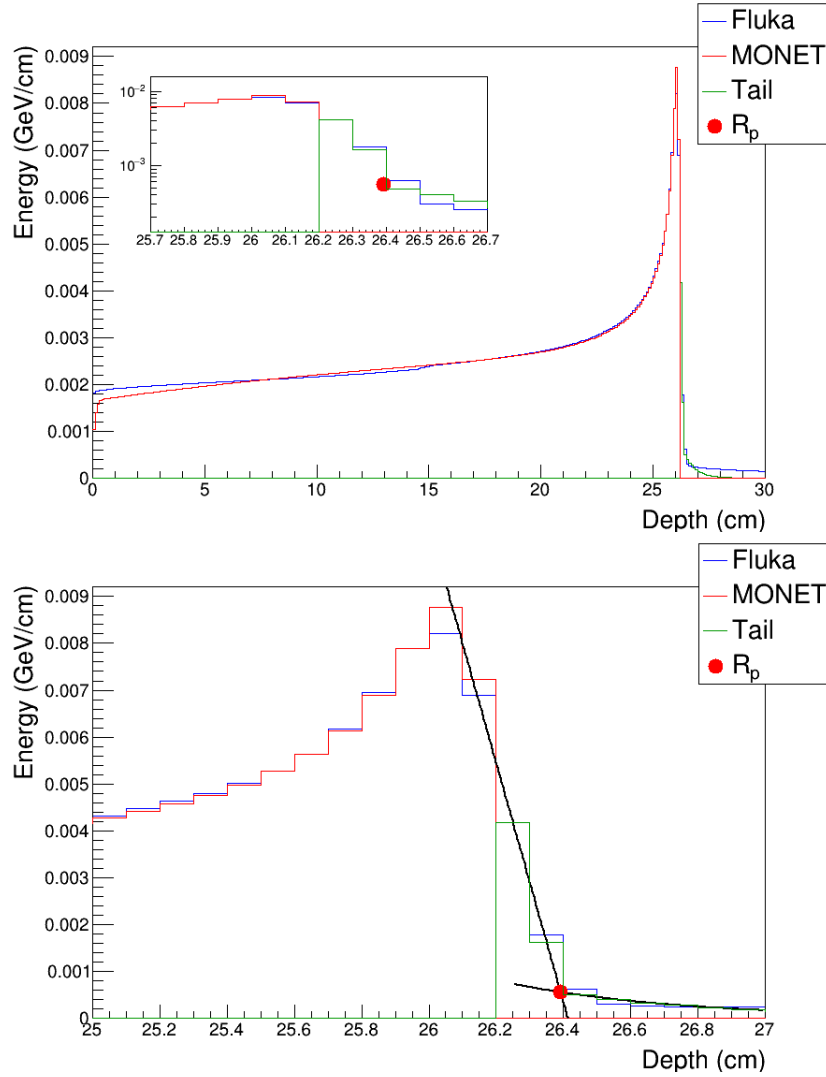 Fluka
MONET
Tail
R_p
Energy (GeV/cm)
0.009
0.008
0.007
0.006
0.005
0.004
0.003
0.002
0.001
0
10^−2
10^−3
25.7 25.8 25.9 26 26.1 26.2 26.3 26.4 26.5 26.6 26.7
0 5 10 15 20 25 30
Depth (cm)
Fluka
MONET
Tail
R_p
Energy (GeV/cm)
0.009
0.008
0.007
0.006
0.005
0.004
0.003
0.002
0.001
0
25 25.2 25.4 25.6 25.8 26 26.2 26.4 26.6 26.8 27
Depth (cm)